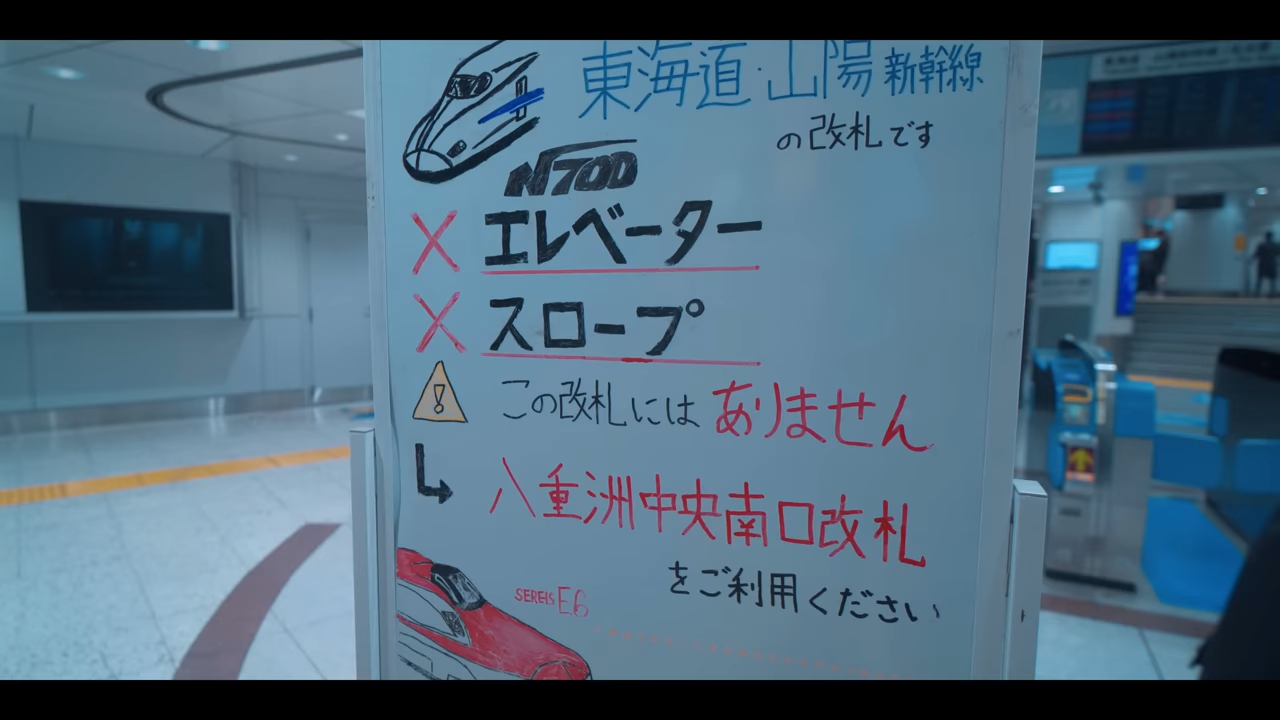 東海道・山陽新幹線
の改札です
N700
× エレベーター
× スロープ
! この改札にはありません
↳ 八重洲中央南口改札
をご利用ください
SEREIS E6